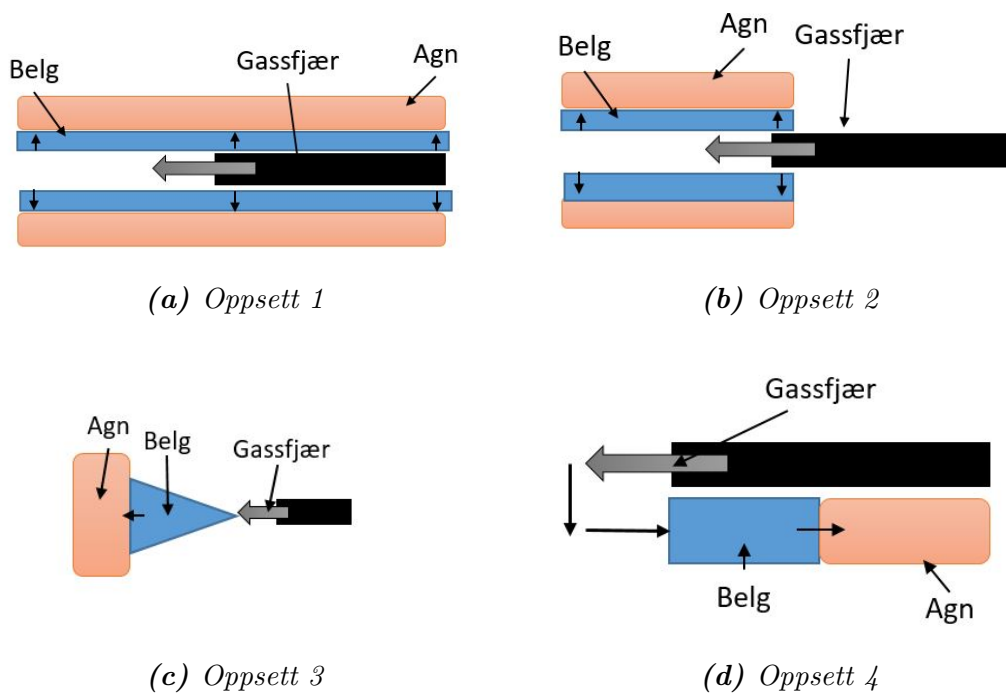 Belg
Gassfjær
Agn
(a) Oppsett 1
Belg
Agn
Gassfjær
(b) Oppsett 2
Agn
Belg
Gassfjær
(c) Oppsett 3
Gassfjær
Belg
Agn
(d) Oppsett 4